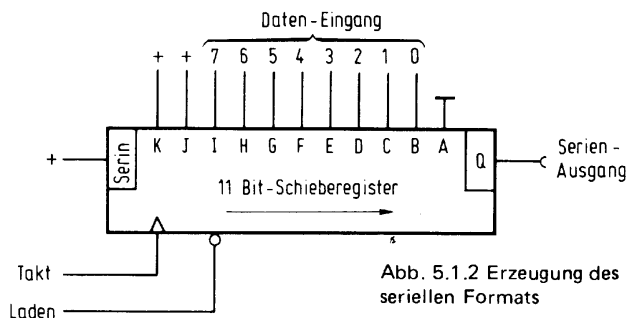 Daten-Eingang
+ + 7 6 5 4 3 2 1 0
K J I H G F E D C B A
+ Serin Q Serien-
Ausgang
11 Bit-Schieberegister
Takt
Laden
Abb. 5.1.2 Erzeugung des
seriellen Formats